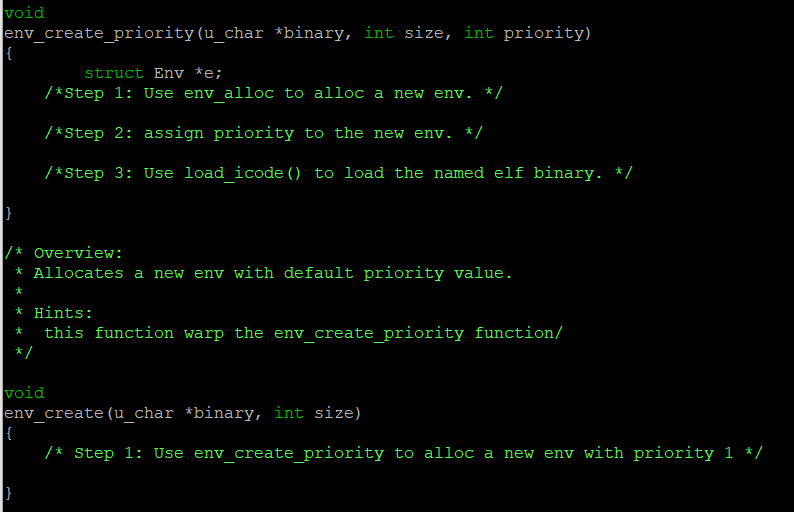 void
env_create_priority(u_char *binary, int size, int priority)
{
        struct Env *e;
    /*Step 1: Use env_alloc to alloc a new env. */

    /*Step 2: assign priority to the new env. */

    /*Step 3: Use load_icode() to load the named elf binary. */

}

/* Overview:
 * Allocates a new env with default priority value.
 *
 * Hints:
 *  this function warp the env_create_priority function/
 */

void
env_create(u_char *binary, int size)
{
    /* Step 1: Use env_create_priority to alloc a new env with priority 1 */

}